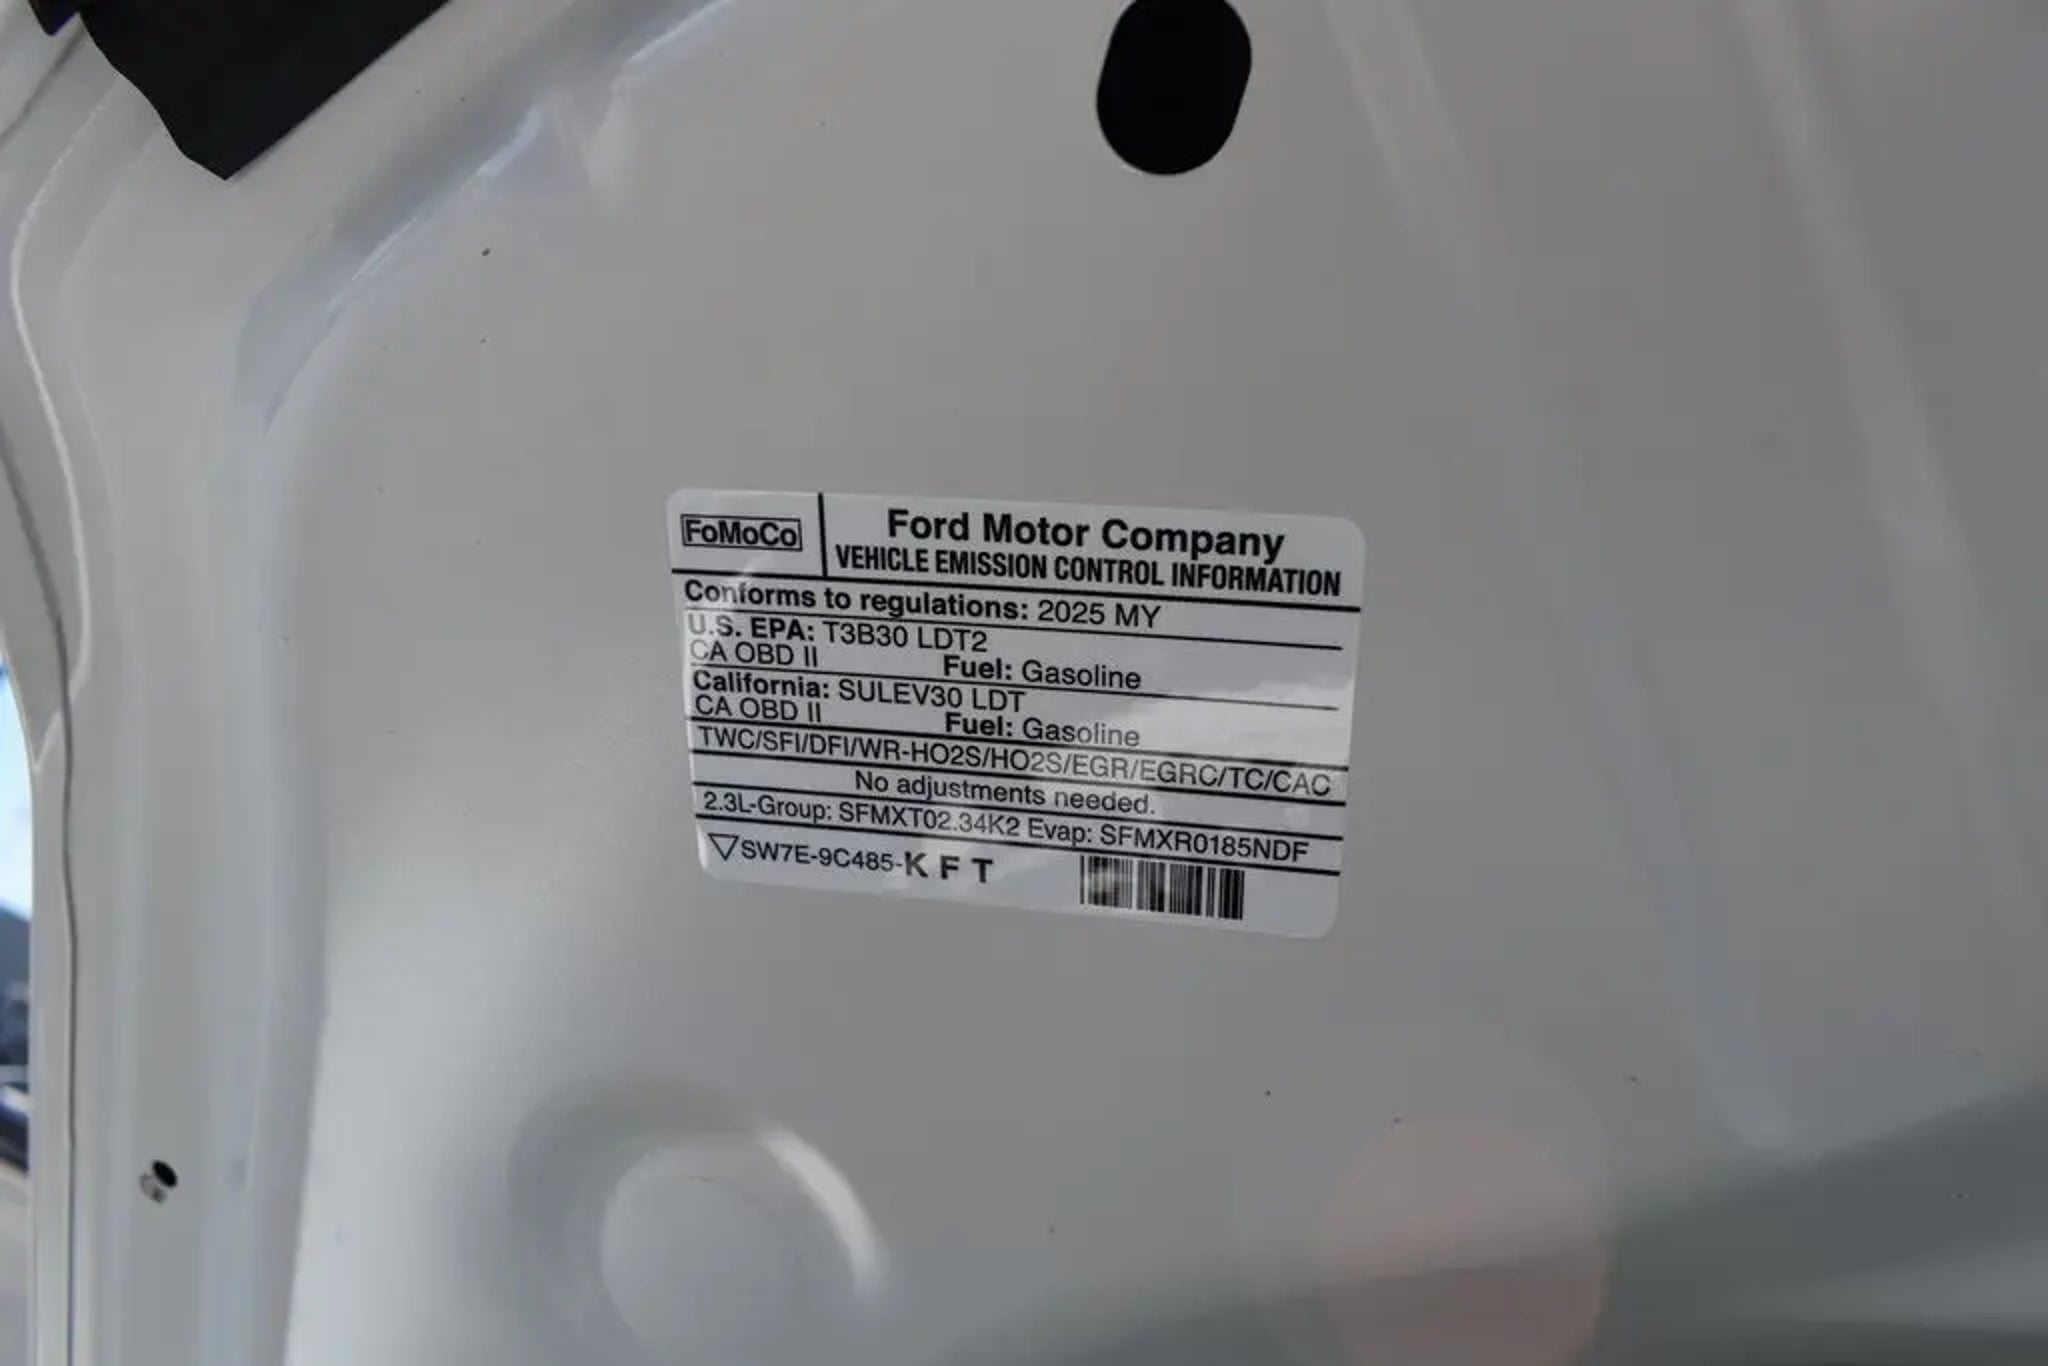 FoMoCo
Ford Motor Company
VEHICLE EMISSION CONTROL INFORMATION
Conforms to regulations: 2025 MY
U.S. EPA: T3B30 LDT2
CA OBD II Fuel: Gasoline
California: SULEV30 LDT
CA OBD II Fuel: Gasoline
TWC/SFI/DFI/WR-HO2S/HO2S/EGR/EGRC/TC/CAC
No adjustments needed.
2.3L-Group: SFMXT02.34K2 Evap: SFMXR0185NDF
SW7E-9C485-K F T